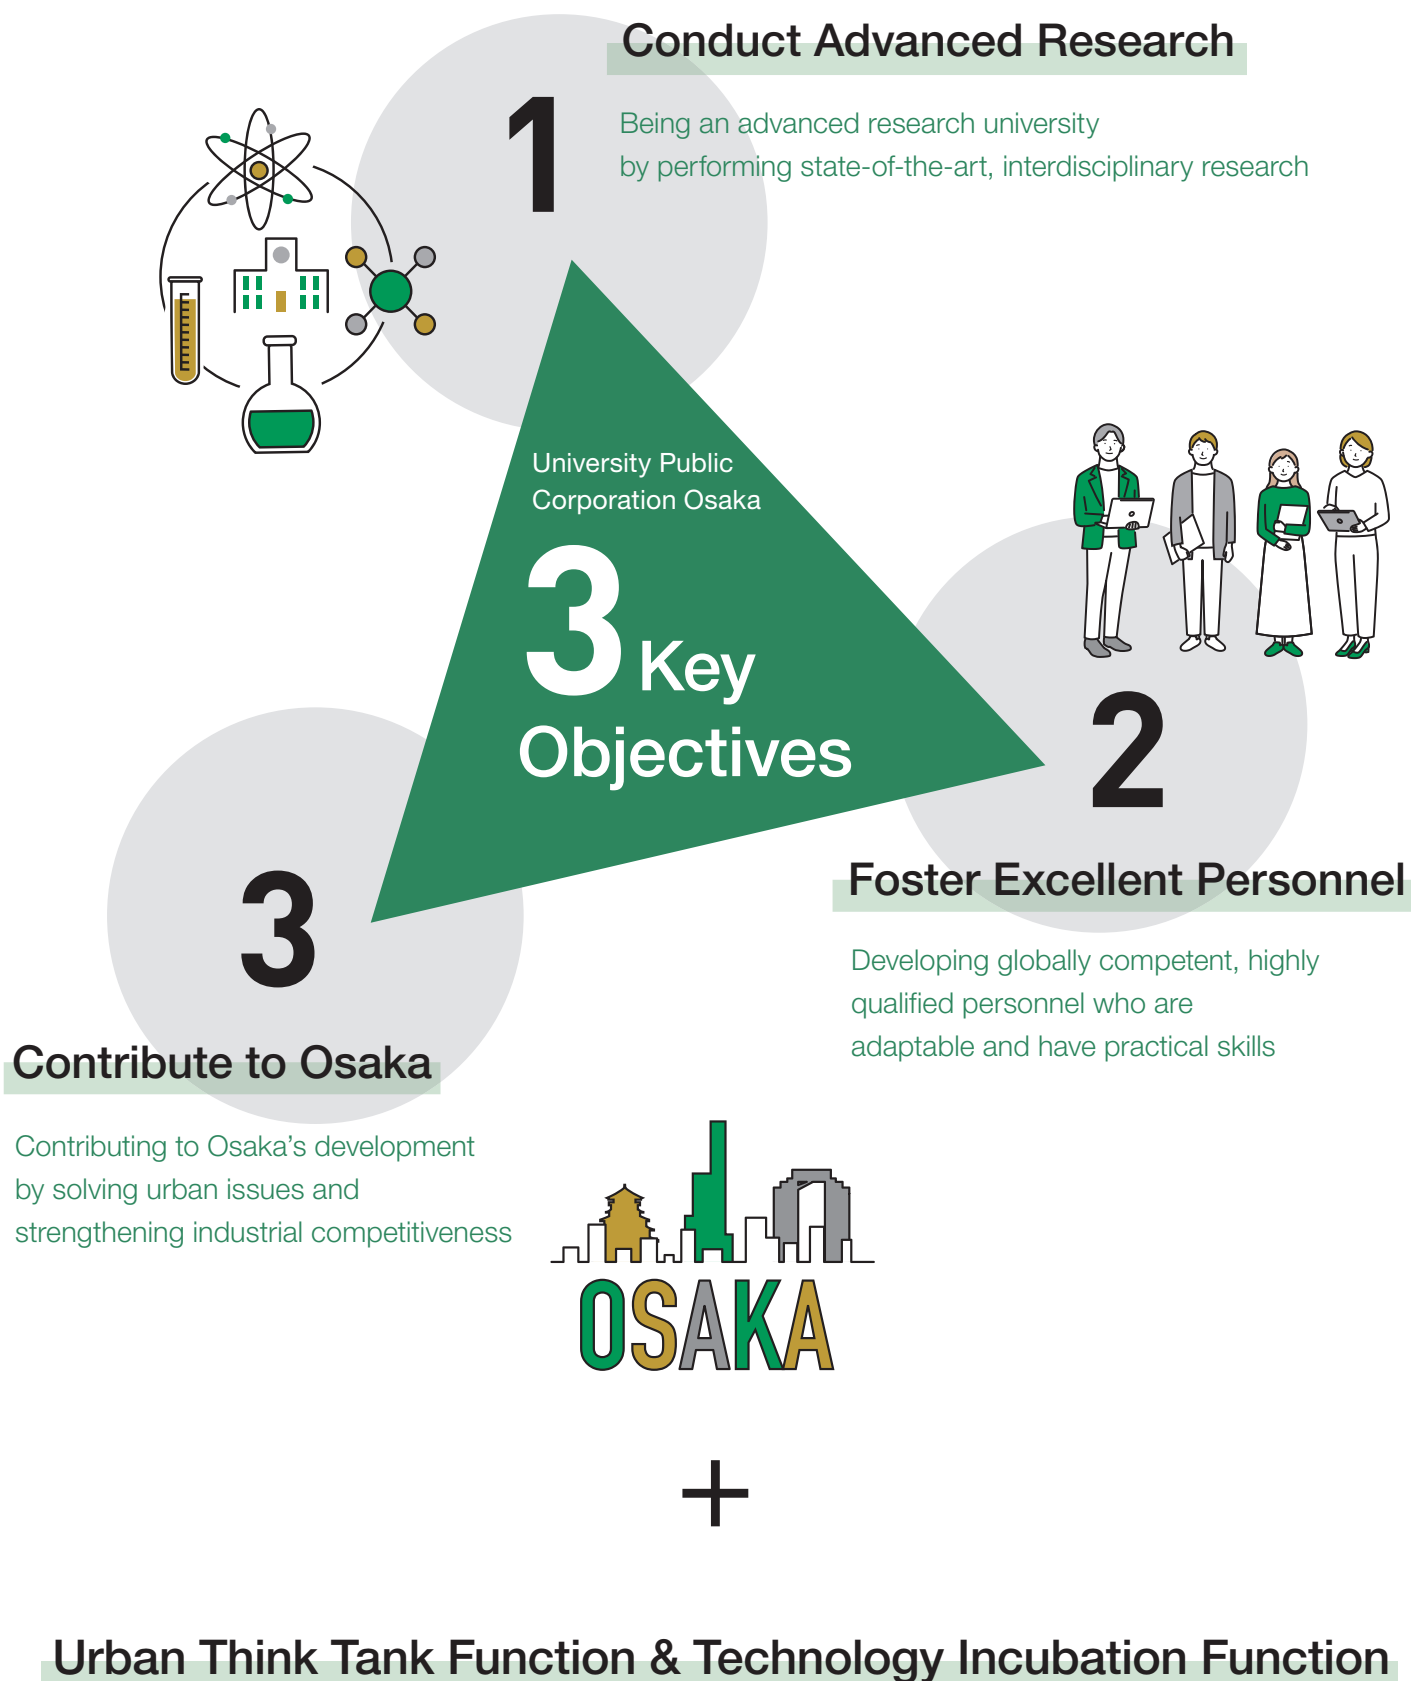 Conduct Advanced Research
1
Being an advanced research university
by performing state-of-the-art, interdisciplinary research
University Public
Corporation Osaka
3 Key
Objectives
2
Foster Excellent Personnel
Developing globally competent, highly
qualified personnel who are
adaptable and have practical skills
3
Contribute to Osaka
Contributing to Osaka’s development
by solving urban issues and
strengthening industrial competitiveness
OSAKA
+
Urban Think Tank Function & Technology Incubation Function